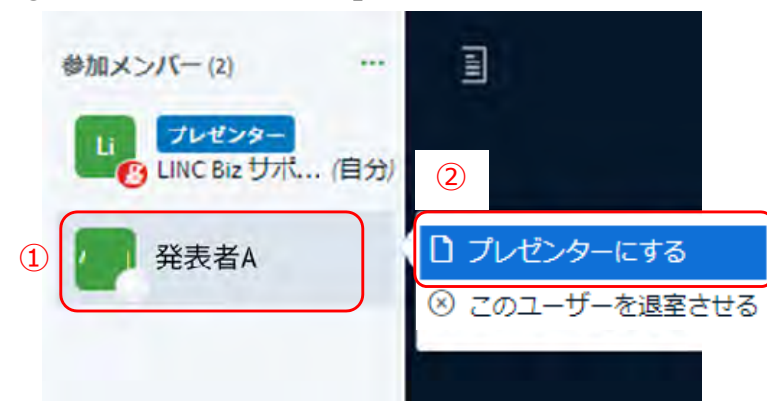 参加メンバー (2)
Li
プレゼンター
LINC Biz サポ... (自分)
②
①
発表者A
プレゼンターにする
このユーザーを退室させる